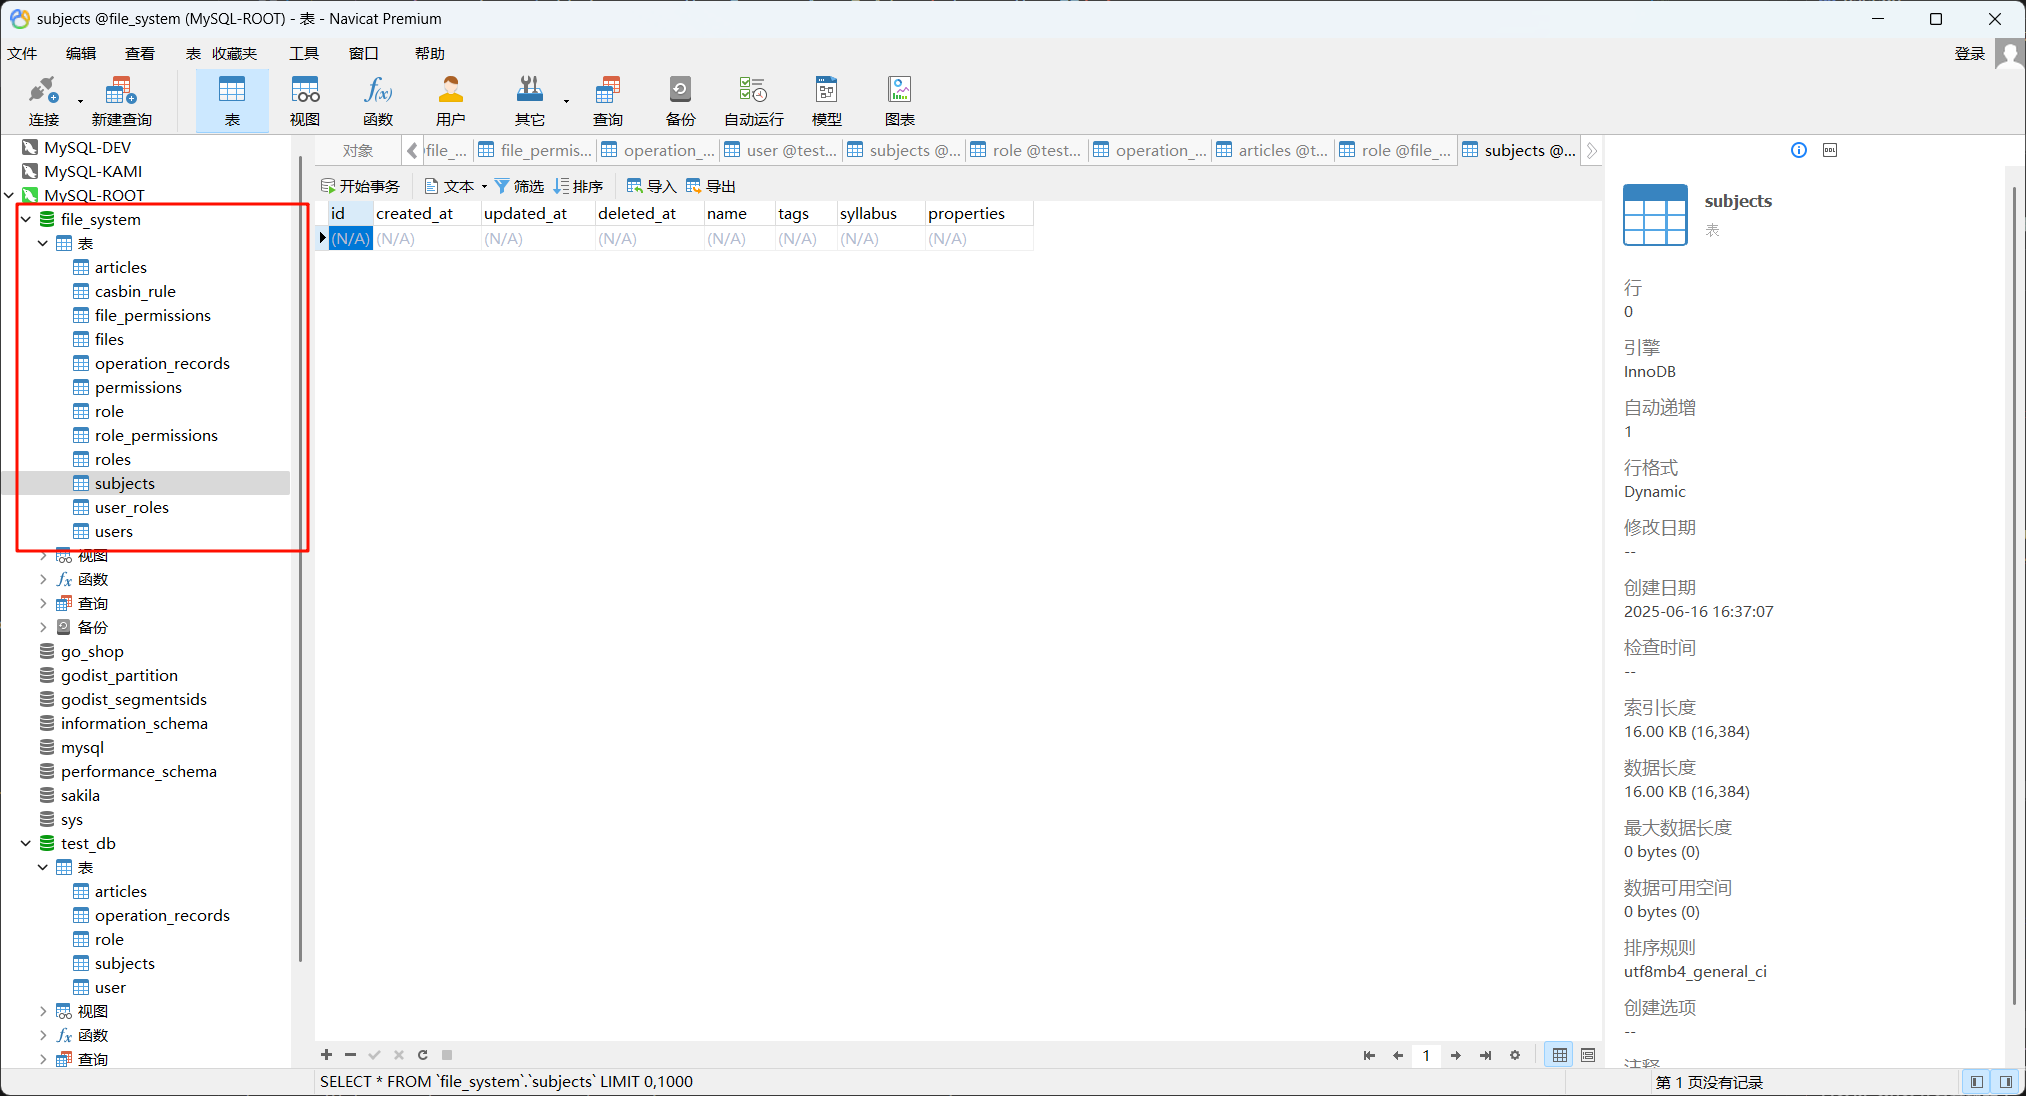 subjects @file_system (MySQL-ROOT) - 表 - Navicat Premium
文件 编辑 查看 表 收藏夹 工具 窗口 帮助 登录
连接 新建查询 表 视图 函数 用户 其它 查询 备份 自动运行 模型 图表
MySQL-DEV
MySQL-KAMI
MySQL-ROOT
file_system
表
articles
casbin_rule
file_permissions
files
operation_records
permissions
role
role_permissions
roles
subjects
user_roles
users
视图
函数
查询
备份
go_shop
godist_partition
godist_segmentsids
information_schema
mysql
performance_schema
sakila
sys
test_db
表
articles
operation_records
role
subjects
user
视图
函数
查询
对象 file_... file_permis... operation_... user @test... subjects @... role @test... operation_... articles @t... role @file_... subjects @...
开始事务 文本 筛选 排序 导入 导出
id created_at updated_at deleted_at name tags syllabus properties
(N/A) (N/A) (N/A) (N/A) (N/A) (N/A) (N/A) (N/A)
1
SELECT * FROM `file_system`.`subjects` LIMIT 0,1000
第 1 页没有记录
subjects
表
行
0
引擎
InnoDB
自动递增
1
行格式
Dynamic
修改日期
--
创建日期
2025-06-16 16:37:07
检查时间
--
索引长度
16.00 KB (16,384)
数据长度
16.00 KB (16,384)
最大数据长度
0 bytes (0)
数据可用空间
0 bytes (0)
排序规则
utf8mb4_general_ci
创建选项
--
注释